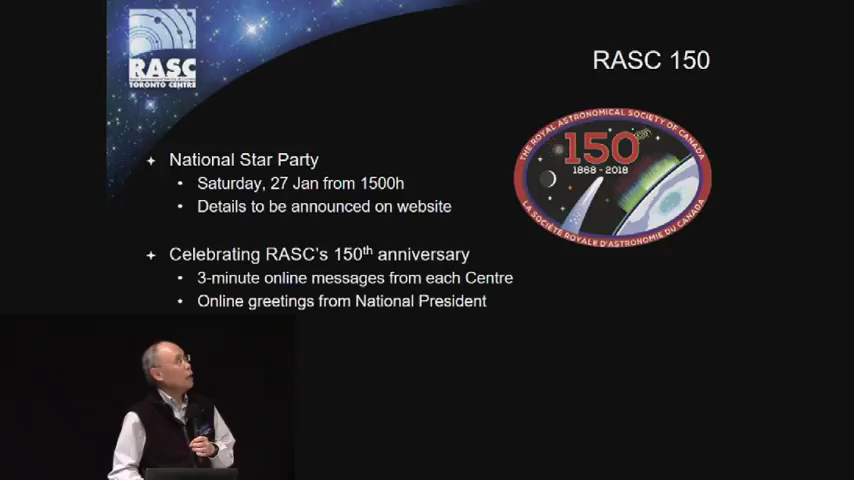 RASC
TORONTO CENTRE
RASC 150
THE ROYAL ASTRONOMICAL SOCIETY OF CANADA
150
1868 - 2018
LA SOCIÉTÉ ROYALE D'ASTRONOMIE DU CANADA
National Star Party
Saturday, 27 Jan from 1500h
Details to be announced on website
Celebrating RASC's 150th anniversary
3-minute online messages from each Centre
Online greetings from National President